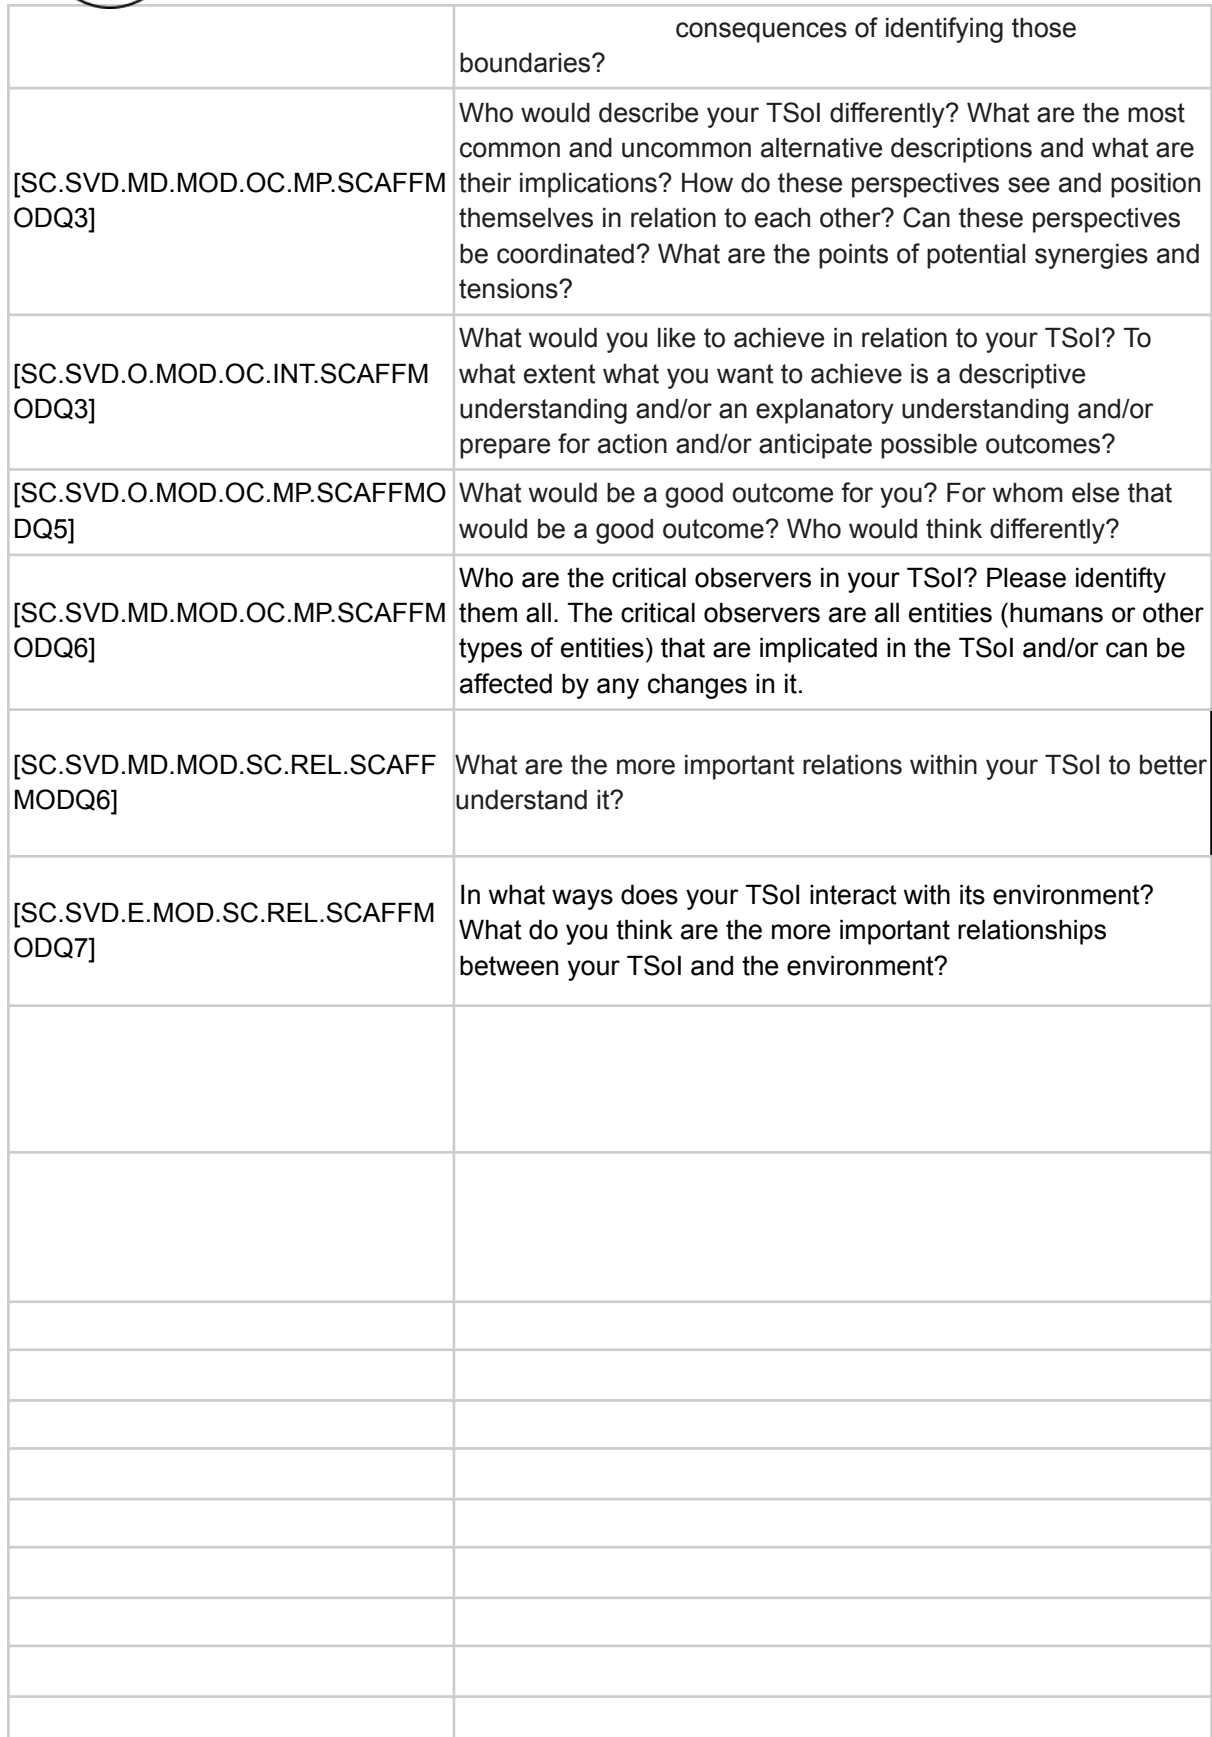 consequences of identifying those
boundaries?
[SC.SVD.MD.MOD.OC.MP.SCAFFM
ODQ3]
Who would describe your TSoI differently? What are the most
common and uncommon alternative descriptions and what are
their implications? How do these perspectives see and position
themselves in relation to each other? Can these perspectives
be coordinated? What are the points of potential synergies and
tensions?
[SC.SVD.O.MOD.OC.INT.SCAFFM
ODQ3]
What would you like to achieve in relation to your TSoI? To
what extent what you want to achieve is a descriptive
understanding and/or an explanatory understanding and/or
prepare for action and/or anticipate possible outcomes?
[SC.SVD.O.MOD.OC.MP.SCAFFMO
DQ5]
What would be a good outcome for you? For whom else that
would be a good outcome? Who would think differently?
[SC.SVD.MD.MOD.OC.MP.SCAFFM
ODQ6]
Who are the critical observers in your TSoI? Please identifty
them all. The critical observers are all entities (humans or other
types of entities) that are implicated in the TSoI and/or can be
affected by any changes in it.
[SC.SVD.MD.MOD.SC.REL.SCAFF
MODQ6]
What are the more important relations within your TSoI to better
understand it?
[SC.SVD.E.MOD.SC.REL.SCAFFM
ODQ7]
In what ways does your TSoI interact with its environment?
What do you think are the more important relationships
between your TSoI and the environment?